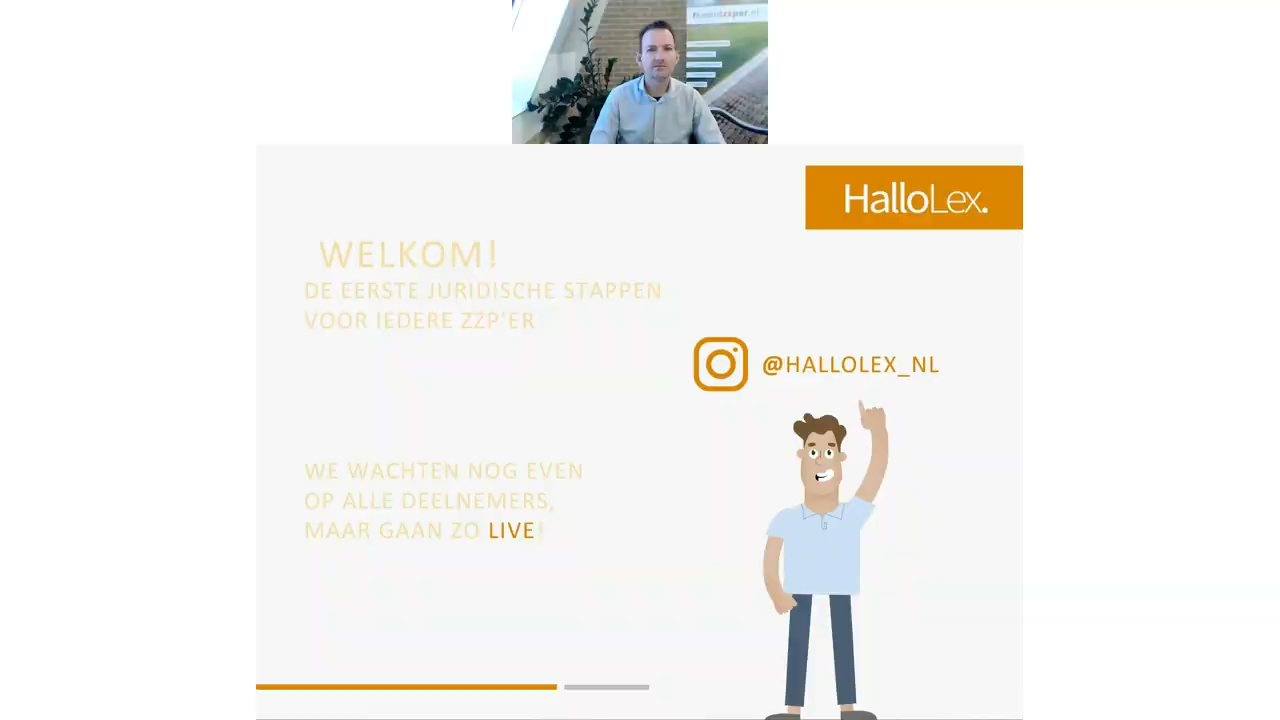 HalloLex.
WELKOM!
DE EERSTE JURIDISCHE STAPPEN
VOOR IEDERE ZZP'ER
@HALLOLEX_NL
WE WACHTEN NOG EVEN
OP ALLE DEELNEMERS,
MAAR GAAN ZO LIVE!